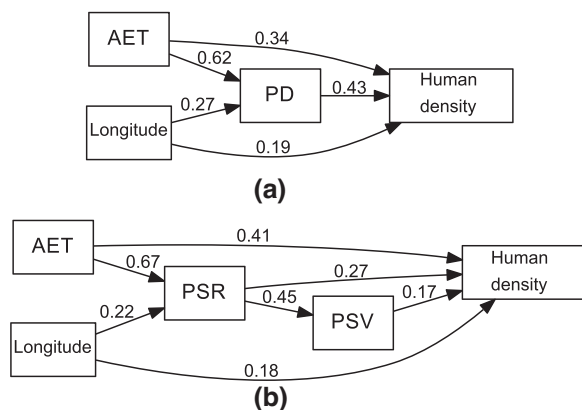 AET
0.34
0.62
PD
0.43
Human
density
0.27
Longitude
0.19
(a)
AET
0.41
0.67
PSR
0.27
Human
density
0.45
PSV
0.17
0.22
Longitude
0.18
(b)